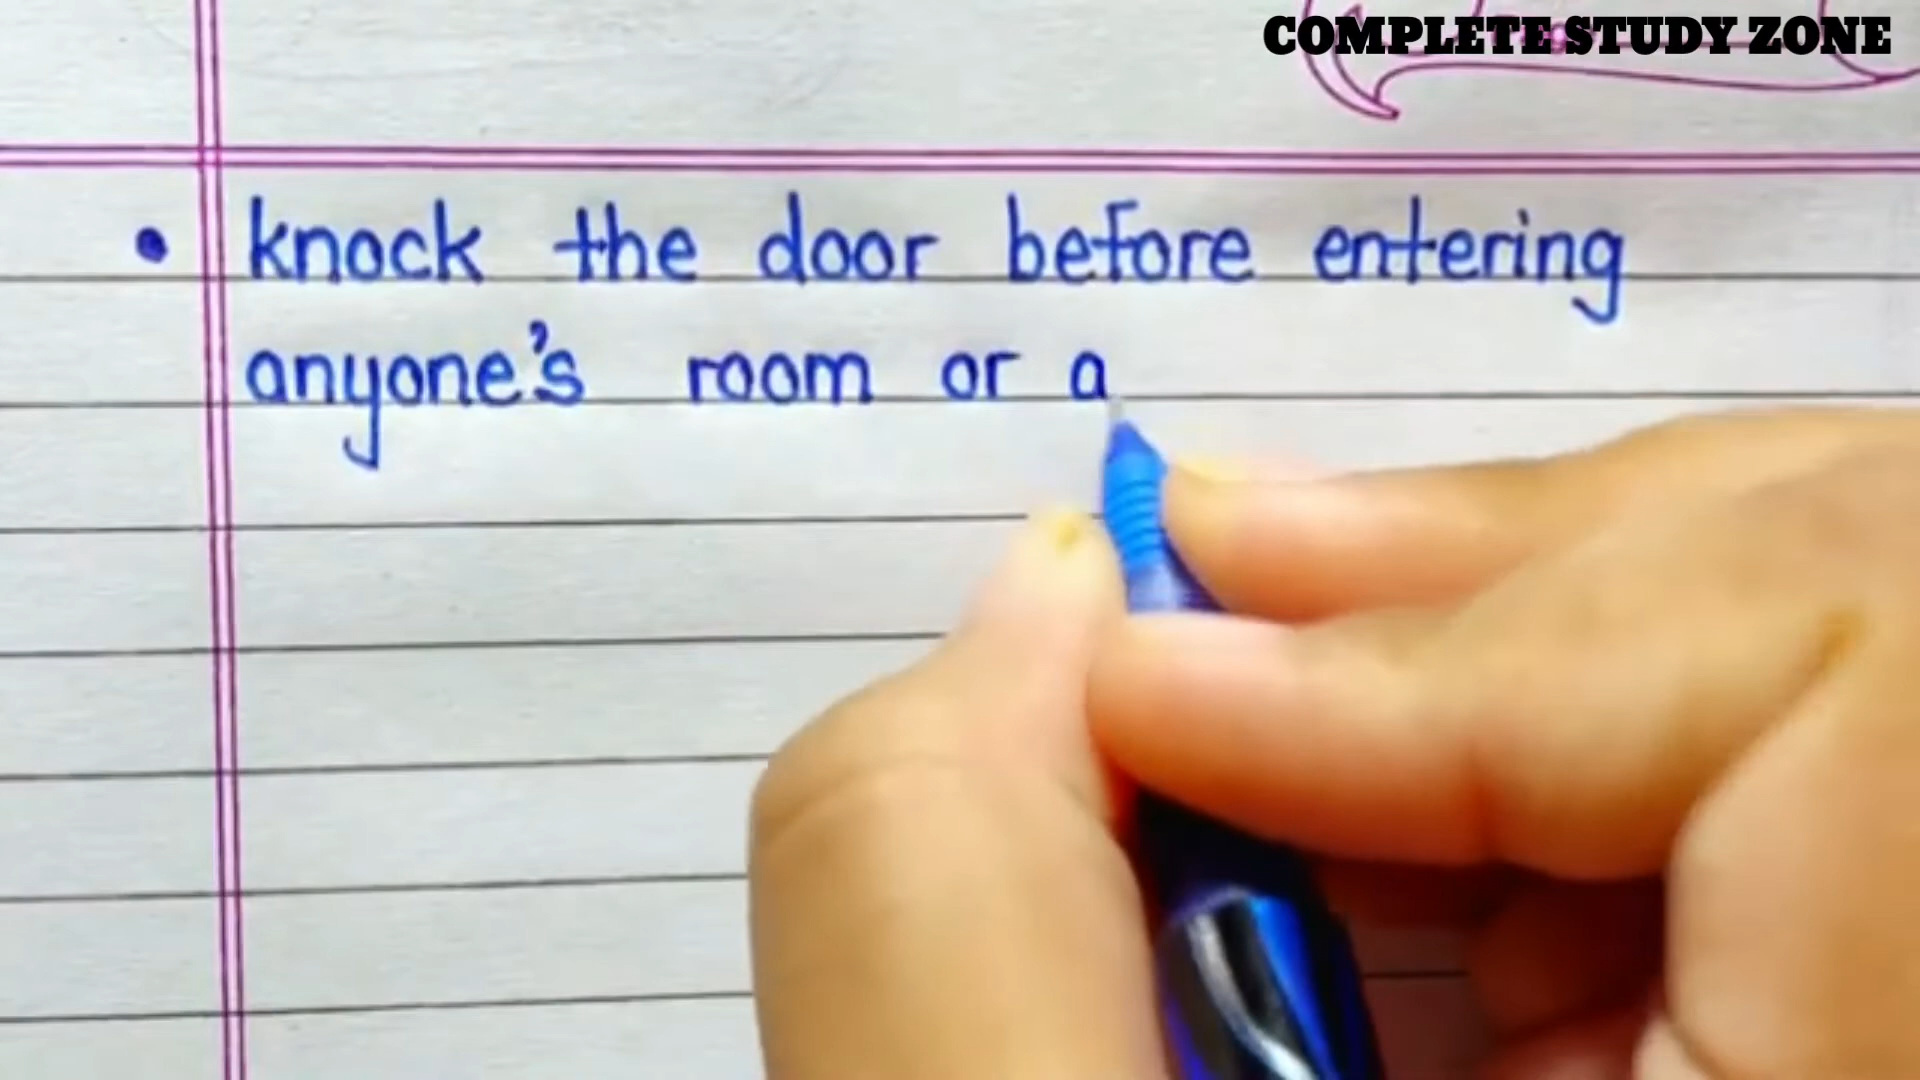 COMPLETE STUDY ZONE
• knock the door before entering
anyone's room or a